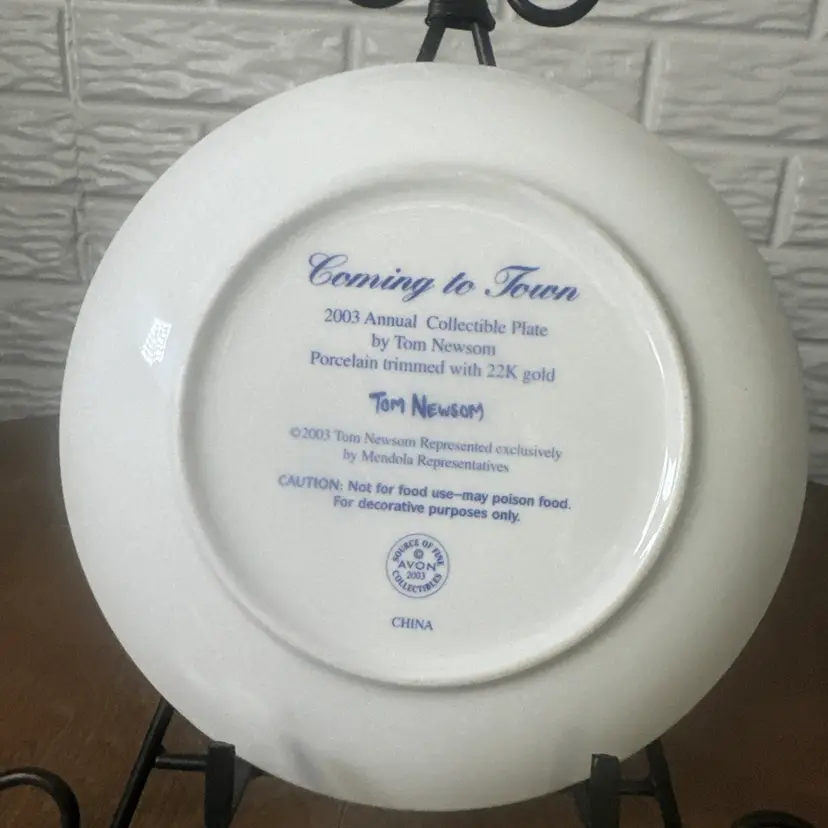 Coming to Town
2003 Annual Collectible Plate
by Tom Newsom
Porcelain trimmed with 22K gold
TOM NEWSOM
©2003 Tom Newsom Represented exclusively
by Mendola Representatives
CAUTION: Not for food use–may poison food.
For decorative purposes only.
SOURCE OF FINE
©
AVON
2003
COLLECTIBLES
CHINA